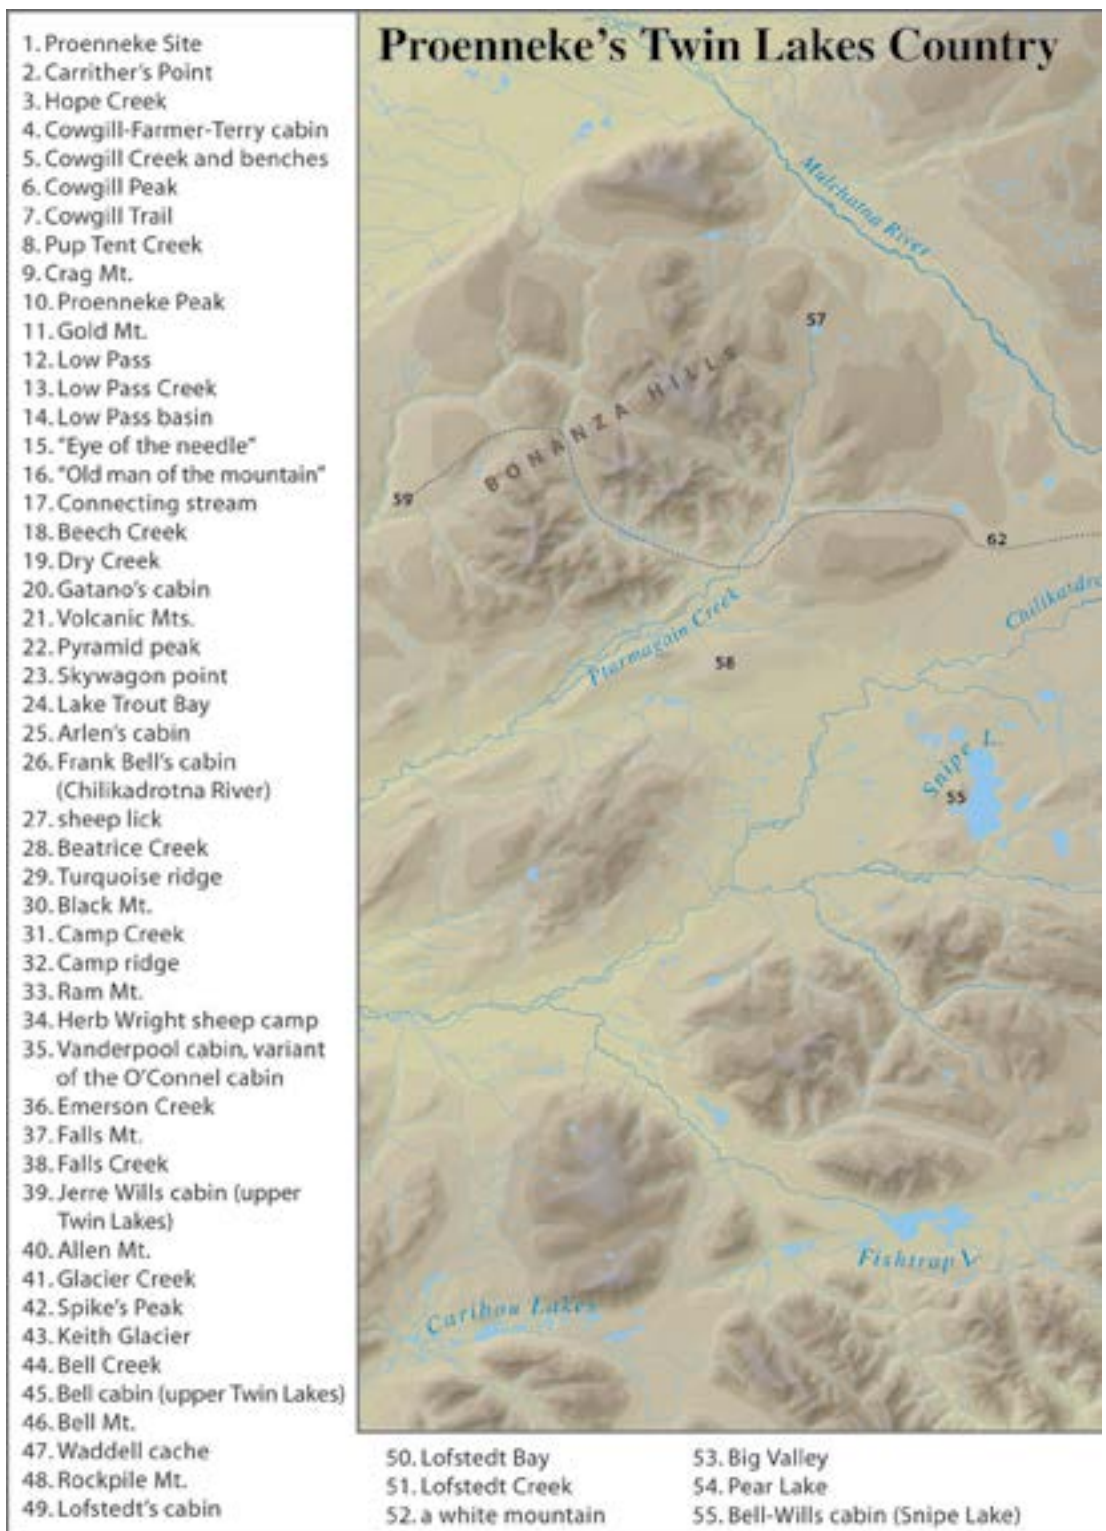 Proenneke's Twin Lakes Country
1. Proenneke Site
2. Carrither's Point
3. Hope Creek
4. Cowgill-Farmer-Terry cabin
5. Cowgill Creek and benches
6. Cowgill Peak
7. Cowgill Trail
8. Pup Tent Creek
9. Crag Mt.
10. Proenneke Peak
11. Gold Mt.
12. Low Pass
13. Low Pass Creek
14. Low Pass basin
15. "Eye of the needle"
16. "Old man of the mountain"
17. Connecting stream
18. Beech Creek
19. Dry Creek
20. Gatano's cabin
21. Volcanic Mts.
22. Pyramid peak
23. Skywagon point
24. Lake Trout Bay
25. Arlen's cabin
26. Frank Bell's cabin
(Chilikadrotna River)
27. sheep lick
28. Beatrice Creek
29. Turquoise ridge
30. Black Mt.
31. Camp Creek
32. Camp ridge
33. Ram Mt.
34. Herb Wright sheep camp
35. Vanderpool cabin, variant
of the O'Connel cabin
36. Emerson Creek
37. Falls Mt.
38. Falls Creek
39. Jerre Wills cabin (upper
Twin Lakes)
40. Allen Mt.
41. Glacier Creek
42. Spike's Peak
43. Keith Glacier
44. Bell Creek
45. Bell cabin (upper Twin Lakes)
46. Bell Mt.
47. Waddell cache
48. Rockpile Mt.
49. Lofstedt's cabin
50. Lofstedt Bay
51. Lofstedt Creek
52. a white mountain
53. Big Valley
54. Pear Lake
55. Bell-Wills cabin (Snipe Lake)
Mulchatna River
57
BONANZA HILLS
59
62
Chilikadro
Ptarmagain Creek
58
Snipe L.
55
Fishtrap L
Caribou Lakes